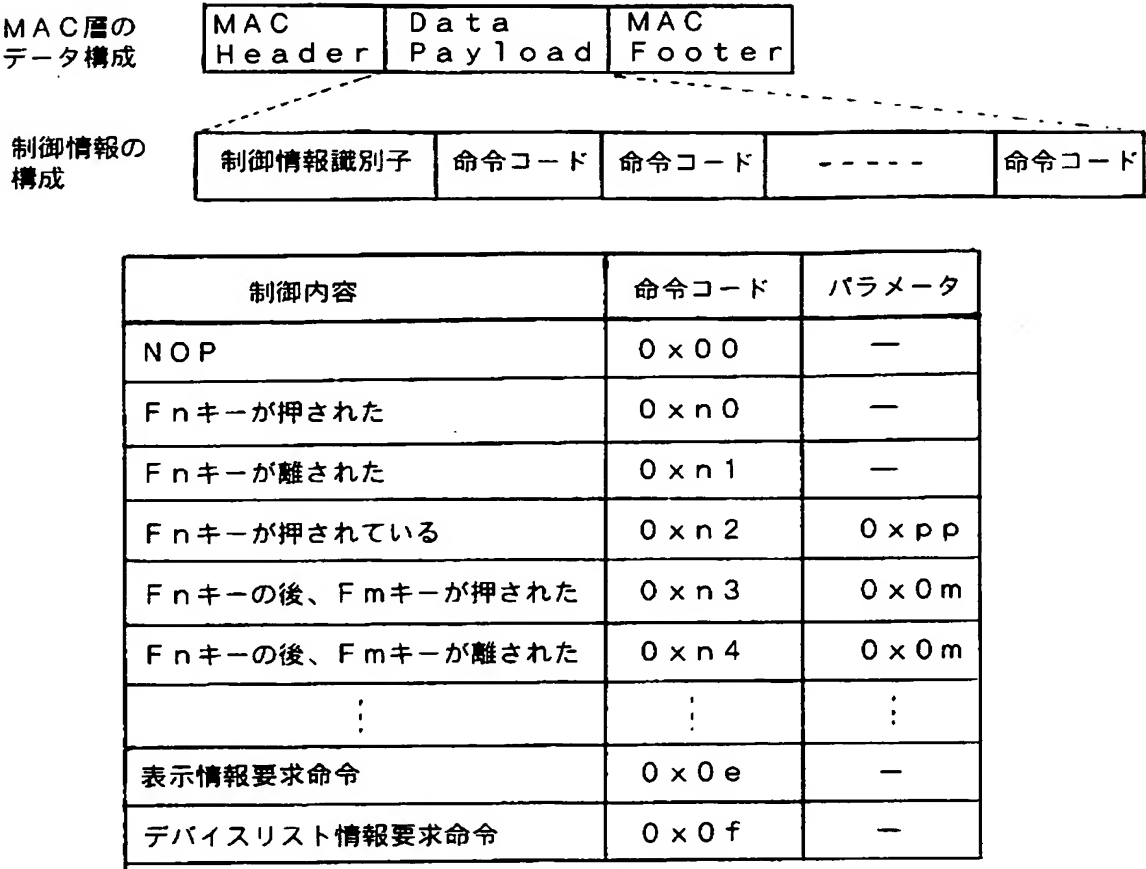 MAC層の
データ構成
MAC
Header
Data
Payload
MAC
Footer
制御情報の
構成
制御情報識別子
命令コード
命令コード
-----
命令コード
制御内容 命令コード パラメータ
NOP 0x00 —
Fnキーが押された 0xn0 —
Fnキーが離された 0xn1 —
Fnキーが押されている 0xn2 0xpp
Fnキーの後、Fmキーが押された 0xn3 0x0m
Fnキーの後、Fmキーが離された 0xn4 0x0m
⋮ ⋮ ⋮
表示情報要求命令 0x0e —
デバイスリスト情報要求命令 0x0f —